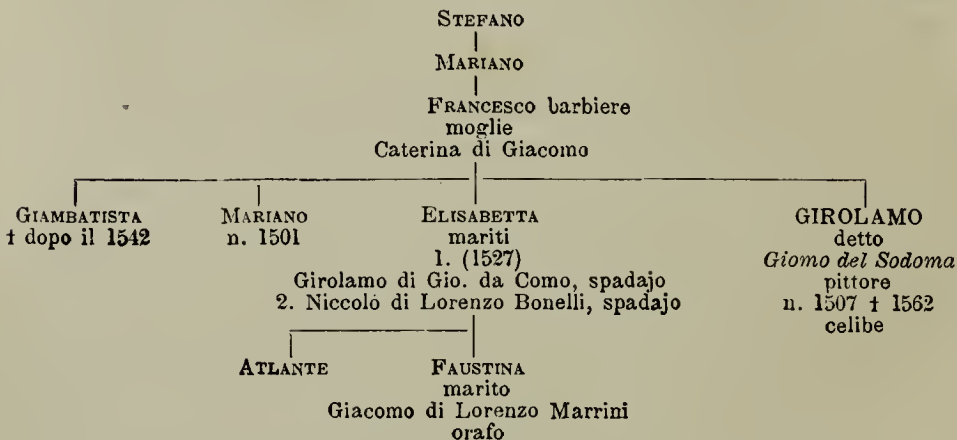 STEFANO
MARIANO
FRANCESCO barbiere
moglie
Caterina di Giacomo
GIAMBATISTA
† dopo il 1542
MARIANO
n. 1501
ELISABETTA
mariti
1. (1527)
Girolamo di Gio. da Como, spadajo
2. Niccolò di Lorenzo Bonelli, spadajo
GIROLAMO
detto
Giomo del Sodoma
pittore
n. 1507 † 1562
celibe
ATLANTE
FAUSTINA
marito
Giacomo di Lorenzo Marrini
orafo